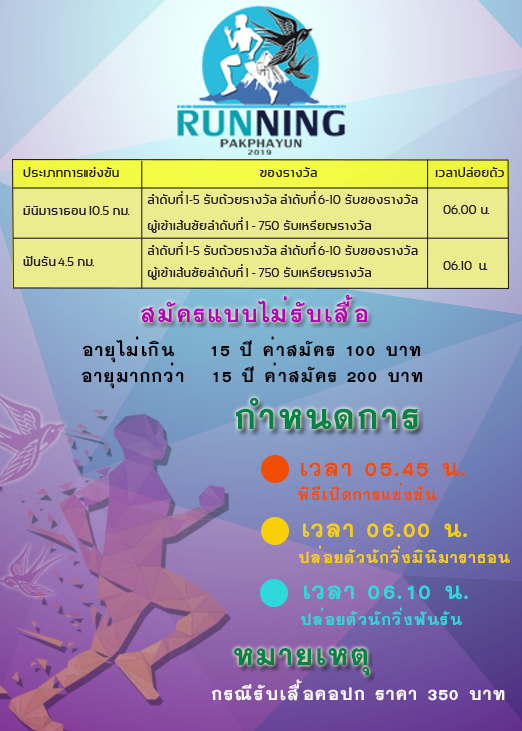 RUNNING
PAKPHAYUN
2019
ประเภทการแข่งขัน ของรางวัล เวลาปล่อยตัว
มินิมาราธอน 10.5 กม. ลำดับที่ 1-5 รับถ้วยรางวัล ลำดับที่ 6-10 รับของรางวัล 06.00 น.
ผู้เข้าเส้นชัยลำดับที่ 1 - 750 รับเหรียญรางวัล
ฟันรัน 4.5 กม. ลำดับที่ 1-5 รับถ้วยรางวัล ลำดับที่ 6-10 รับของรางวัล 06.10 น.
ผู้เข้าเส้นชัยลำดับที่ 1 - 750 รับเหรียญรางวัล
สมัครแบบไม่รับเสื้อ
อายุไม่เกิน 15 ปี ค่าสมัคร 100 บาท
อายุมากกว่า 15 ปี ค่าสมัคร 200 บาท
กำหนดการ
เวลา 05.45 น.
พิธีเปิดการแข่งขัน
เวลา 06.00 น.
ปล่อยตัวนักวิ่งมินิมาราธอน
เวลา 06.10 น.
ปล่อยตัวนักวิ่งฟันรัน
หมายเหตุ
กรณีรับเสื้อคอปก ราคา 350 บาท